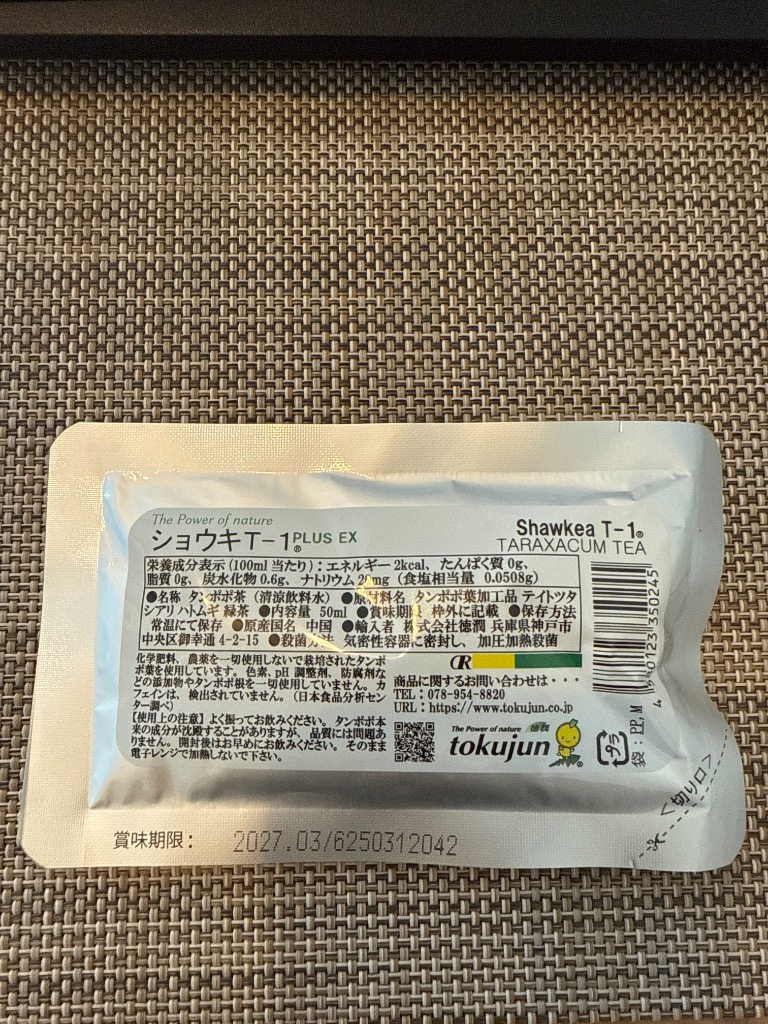 The Power of nature
ショウキT-1® PLUS EX
Shawkea T-1®
TARAXACUM TEA
栄養成分表示(100ml当たり):エネルギー2kcal、たんぱく質0g、
脂質0g、炭水化物0.6g、ナトリウム20mg(食塩相当量 0.0508g)
●名称 タンポポ茶(清涼飲料水) ●原材料名 タンポポ葉加工品 テイトツタ
シアリ ハトムギ 緑茶 ●内容量 50ml ●賞味期限 枠外に記載 ●保存方法
常温にて保存 ●原産国名 中国 ●輸入者 株式会社徳潤 兵庫県神戸市
中央区御幸通4-2-15 ●殺菌方法 気密性容器に密封し、加圧加熱殺菌
化学肥料、農薬を一切使用しないで栽培されたタンポ
ポ葉を使用しています。色素、pH調整剤、防腐剤な
どの添加物やタンポポ根を一切使用していません。カ
フェインは、検出されていません。(日本食品分析セン
ター調べ)
【使用上の注意】よく振ってお飲みください。タンポポ本
来の成分が沈殿することがありますが、品質には問題あ
りません。開封後はお早めにお飲みください。そのまま
電子レンジで加熱しないで下さい。
R
商品に関するお問い合わせは・・・
TEL:078-954-8820
URL:https://www.tokujun.co.jp
The Power of nature 徳潤
tokujun
プラ
袋:PP,M
4 580123 350245
<切り口>
賞味期限: 2027.03/6250312042